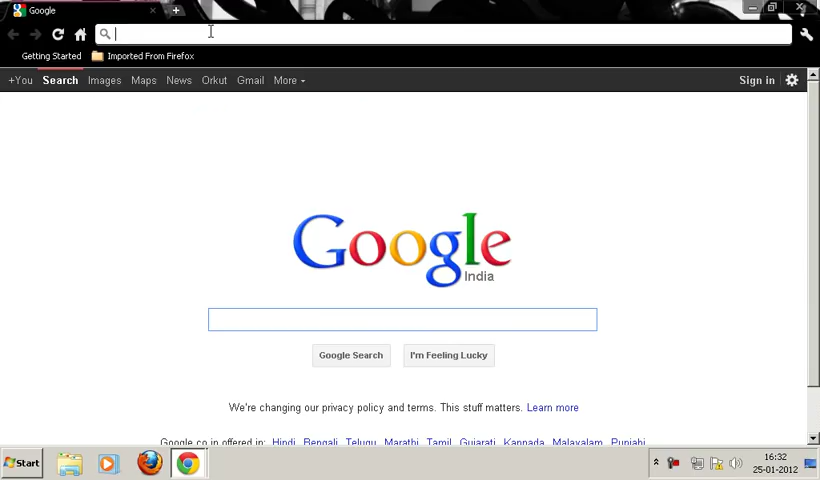 Google
Getting Started Imported From Firefox
+You Search Images Maps News Orkut Gmail More Sign in
Google
India
Google Search I'm Feeling Lucky
We're changing our privacy policy and terms. This stuff matters. Learn more
Google.co.in offered in: Hindi Bengali Telugu Marathi Tamil Gujarati Kannada Malayalam Punjabi
Start 16:32
25-01-2012